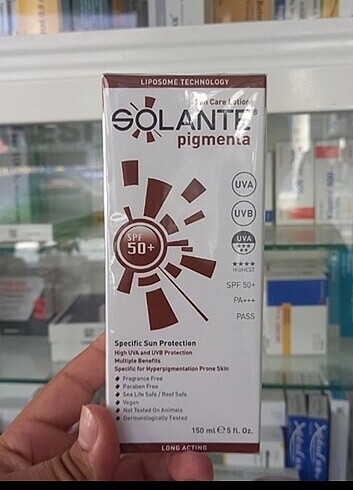 LIPOSOME TECHNOLOGY
Sun Care Lotion
SOLANTE®
pigmenta
SPF
50+
UVA
UVB
UVA
★★★★
HIGHEST
SPF 50+
PA+++
PASS
Specific Sun Protection
High UVA and UVB Protection
Multiple Benefits
Specific for Hyperpigmentation Prone Skin
Fragrance Free
Paraben Free
Sea Life Safe / Reef Safe
Vegan
Not Tested On Animals
Dermatologically Tested
150 ml ℮ 5 fl. Oz.
LONG ACTING